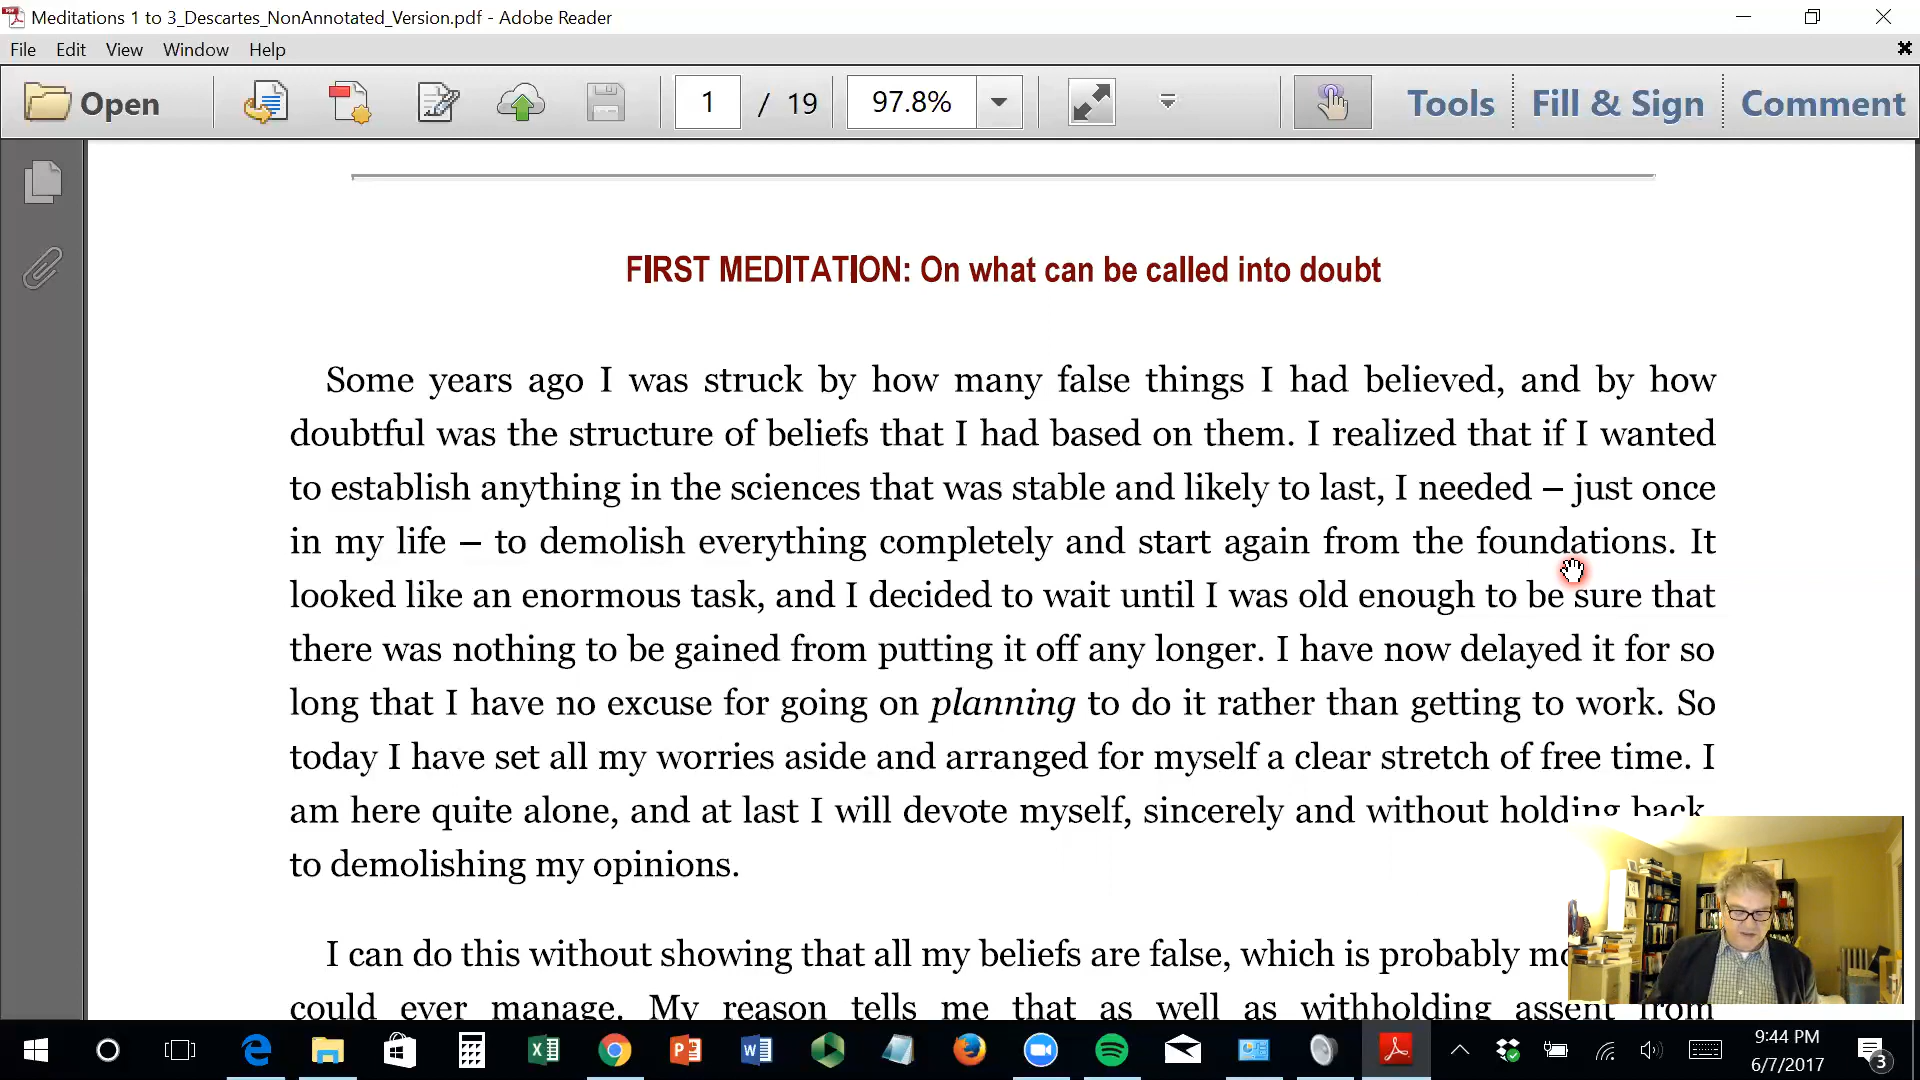 Meditations 1 to 3_Descartes_NonAnnotated_Version.pdf - Adobe Reader
File Edit View Window Help
Open 1 / 19 97.8% Tools Fill & Sign Comment
FIRST MEDITATION: On what can be called into doubt
Some years ago I was struck by how many false things I had believed, and by how
doubtful was the structure of beliefs that I had based on them. I realized that if I wanted
to establish anything in the sciences that was stable and likely to last, I needed – just once
in my life – to demolish everything completely and start again from the foundations. It
looked like an enormous task, and I decided to wait until I was old enough to be sure that
there was nothing to be gained from putting it off any longer. I have now delayed it for so
long that I have no excuse for going on planning to do it rather than getting to work. So
today I have set all my worries aside and arranged for myself a clear stretch of free time. I
am here quite alone, and at last I will devote myself, sincerely and without holding back,
to demolishing my opinions.
I can do this without showing that all my beliefs are false, which is probably
could ever manage. My reason tells me that as well as withholding assent from
9:44 PM
6/7/2017
3